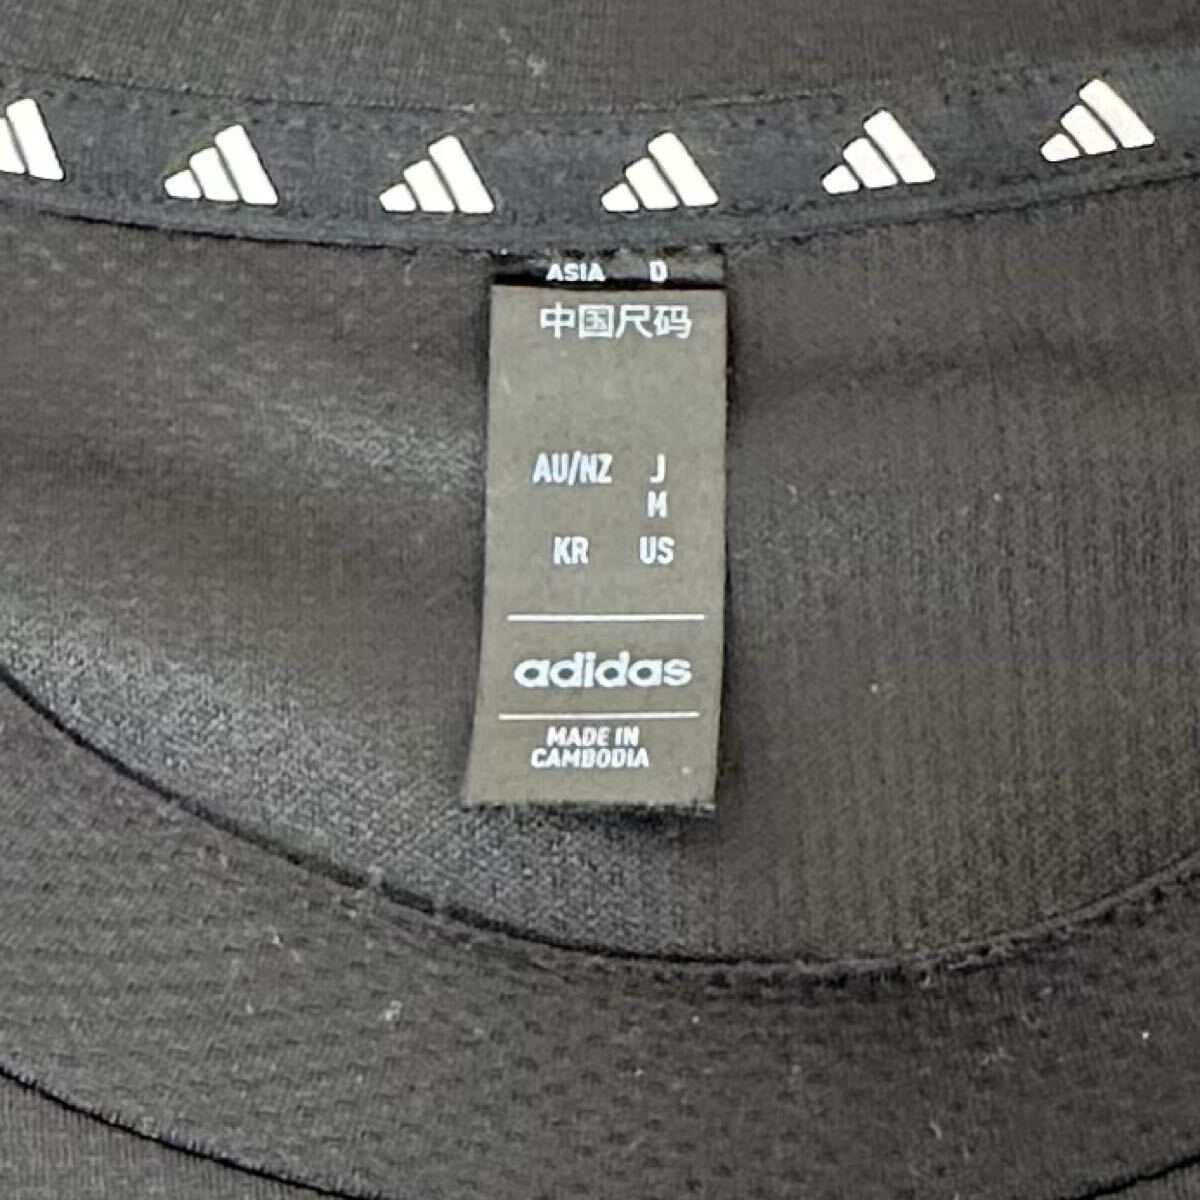 ASIA D
中国尺码
AU/NZ J
M
KR US
adidas
MADE IN
CAMBODIA